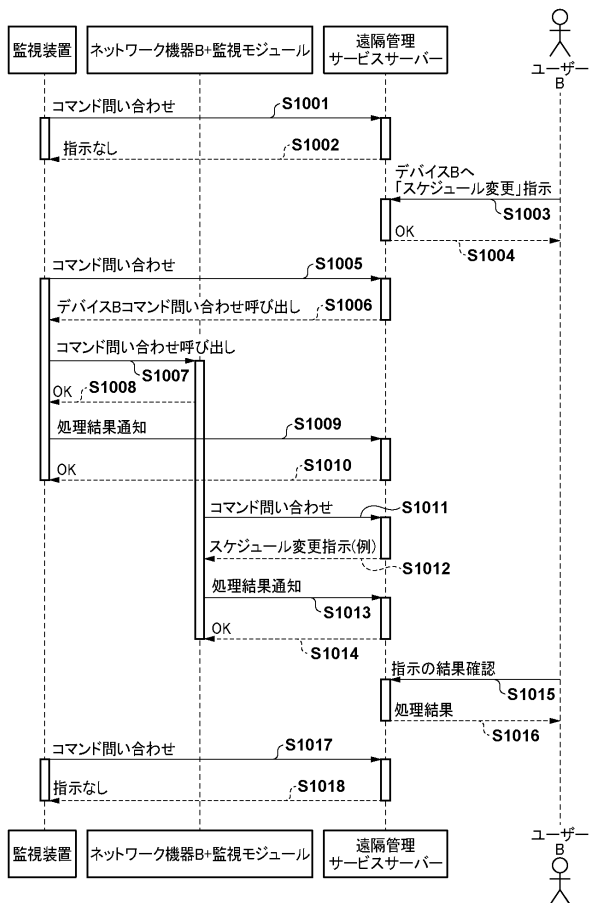 監視装置
ネットワーク機器B+監視モジュール
遠隔管理
サービスサーバー
ユーザー
B
コマンド問い合わせ
S1001
指示なし
S1002
デバイスBへ
「スケジュール変更」指示
S1003
OK
S1004
コマンド問い合わせ
S1005
デバイスBコマンド問い合わせ呼び出し
S1006
コマンド問い合わせ呼び出し
S1007
OK
S1008
処理結果通知
S1009
OK
S1010
コマンド問い合わせ
S1011
スケジュール変更指示(例)
S1012
処理結果通知
S1013
OK
S1014
指示の結果確認
S1015
処理結果
S1016
コマンド問い合わせ
S1017
指示なし
S1018
監視装置
ネットワーク機器B+監視モジュール
遠隔管理
サービスサーバー
ユーザー
B